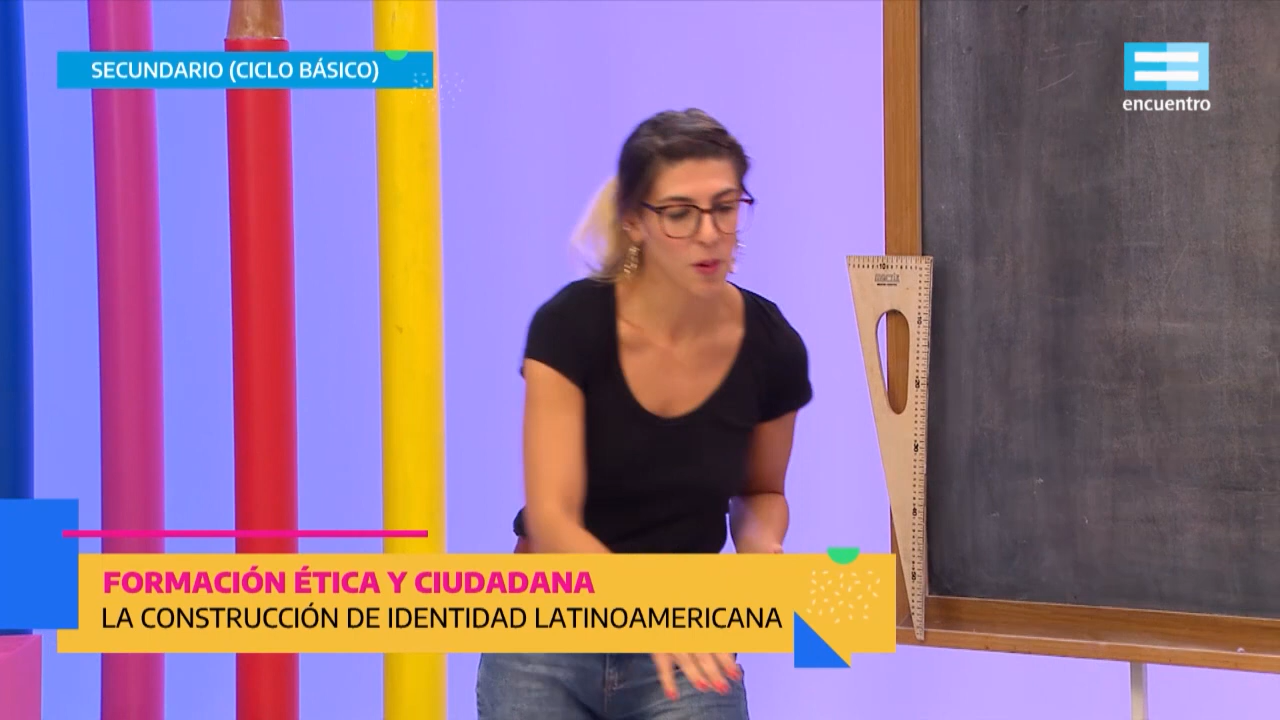 SECUNDARIO (CICLO BÁSICO)
encuentro
FORMACIÓN ÉTICA Y CIUDADANA
LA CONSTRUCCIÓN DE IDENTIDAD LATINOAMERICANA